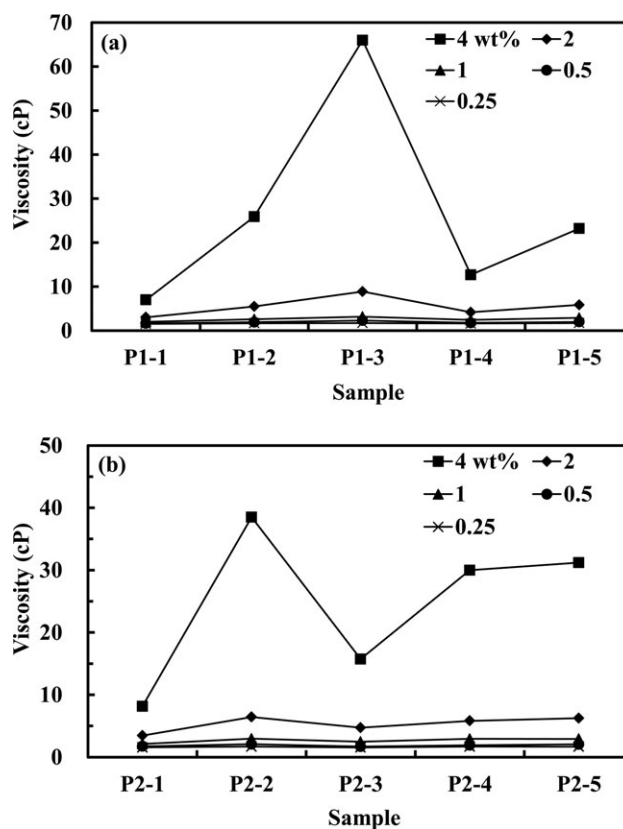 (a)
4 wt% 2
1 0.5
0.25
70
60
50
40
30
20
10
0
Viscosity (cP)
P1-1 P1-2 P1-3 P1-4 P1-5
Sample
(b)
4 wt% 2
1 0.5
0.25
50
40
30
20
10
0
Viscosity (cP)
P2-1 P2-2 P2-3 P2-4 P2-5
Sample